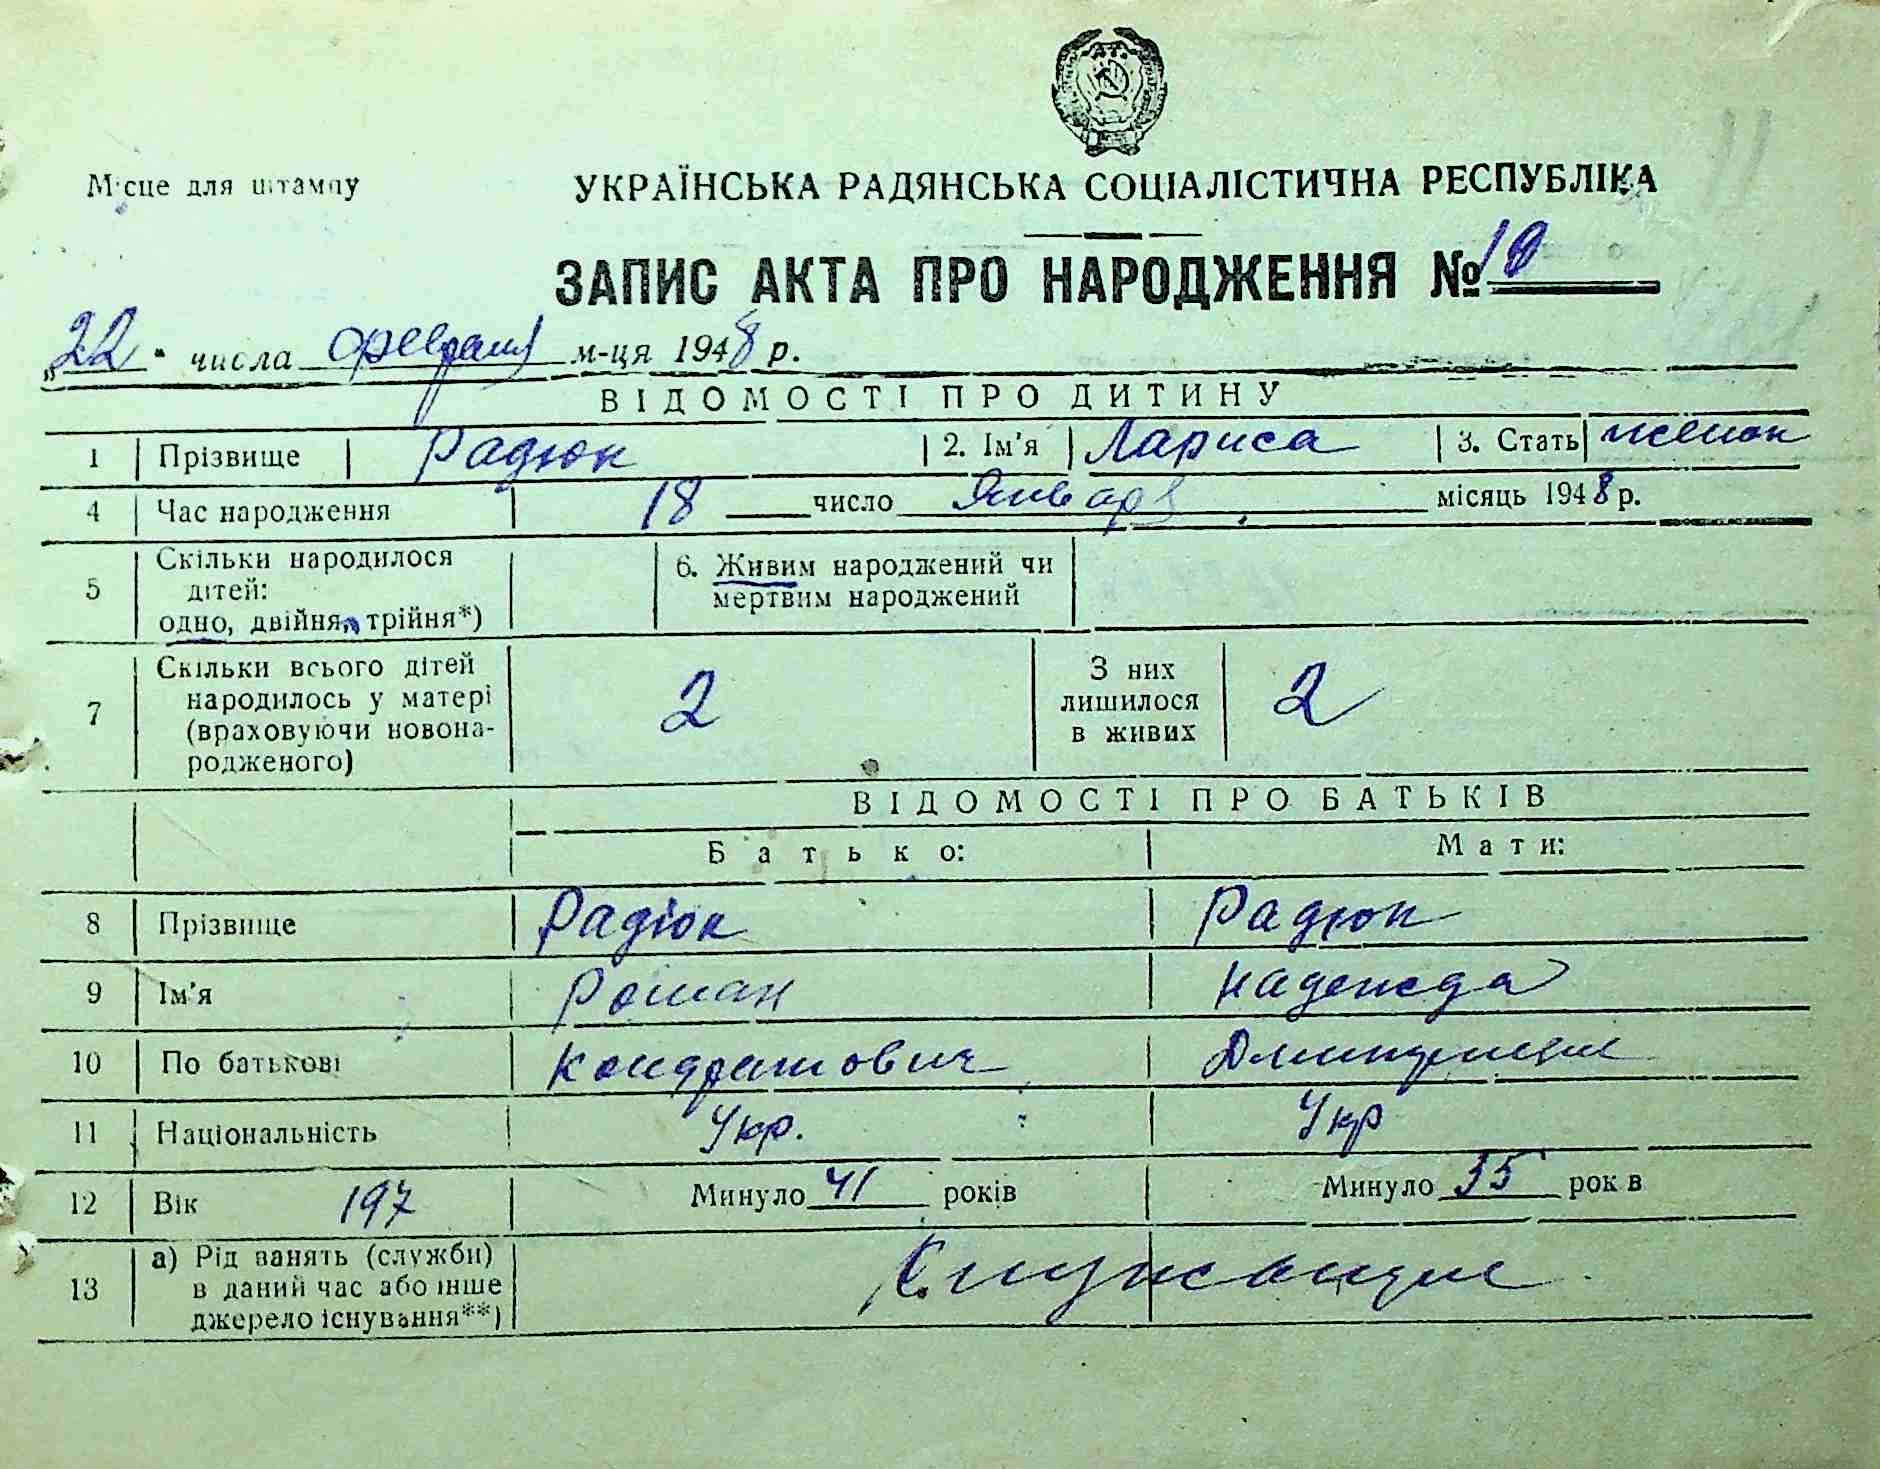 Місце для штампу
УКРАЇНСЬКА РАДЯНСЬКА СОЦІАЛІСТИЧНА РЕСПУБЛІКА
ЗАПИС АКТА ПРО НАРОДЖЕННЯ № 10
„22" числа февраля м-ця 1948 р.
ВІДОМОСТІ ПРО ДИТИНУ
1 Прізвище Радюк 2. Ім'я Лариса 3. Стать женск
4 Час народження 18 число Января місяць 1948 р.
5 Скільки народилося дітей: одно, двійня, трійня*) 6. Живим народжений чи мертвим народжений
7 Скільки всього дітей народилось у матері (враховуючи новонародженого) 2 З них лишилося в живих 2
ВІДОМОСТІ ПРО БАТЬКІВ
Батько: Мати:
8 Прізвище Радюк Радюк
9 Ім'я Роман Надежда
10 По батькові Кондратович
11 Національність Укр. Укр
12 Вік 197 Минуло 41 років Минуло 35 років
13 а) Рід занять (служби) в даний час або інше джерело існування**) Служащие